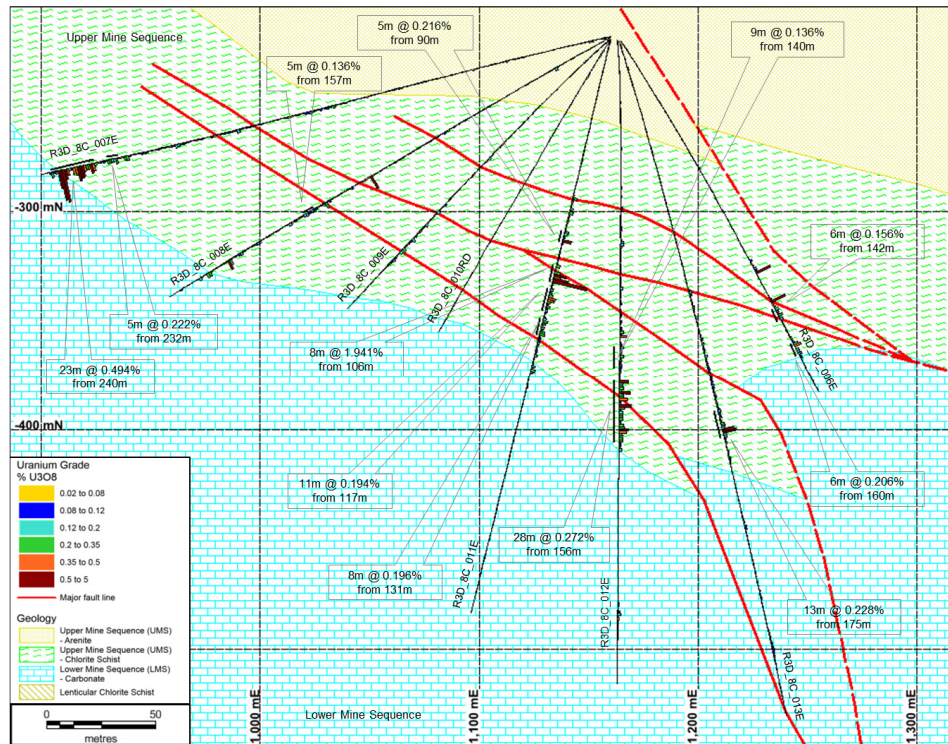 Upper Mine Sequence
5m @ 0.216%
from 90m
9m @ 0.136%
from 140m
5m @ 0.136%
from 157m
R3D_8C_007E
-300 mN
6m @ 0.156%
from 142m
R3D_8C_008E
R3D_8C_009E
R3D_8C_010RD
5m @ 0.222%
from 232m
8m @ 1.941%
from 106m
23m @ 0.494%
from 240m
R3D_8C_006E
-400 mN
Uranium Grade
% U3O8
0.02 to 0.08
0.08 to 0.12
0.12 to 0.2
0.2 to 0.35
0.35 to 0.5
0.5 to 5
Major fault line
11m @ 0.194%
from 117m
6m @ 0.206%
from 160m
28m @ 0.272%
from 156m
8m @ 0.196%
from 131m
R3D_8C_011E
R3D_8C_012E
13m @ 0.228%
from 175m
R3D_8C_013E
Geology
Upper Mine Sequence (UMS)
- Arenite
Upper Mine Sequence (UMS)
- Chlorite Schist
Lower Mine Sequence (LMS)
- Carbonate
Lenticular Chlorite Schist
0 50
metres
Lower Mine Sequence
1,000 mE
1,100 mE
1,200 mE
1,300 mE